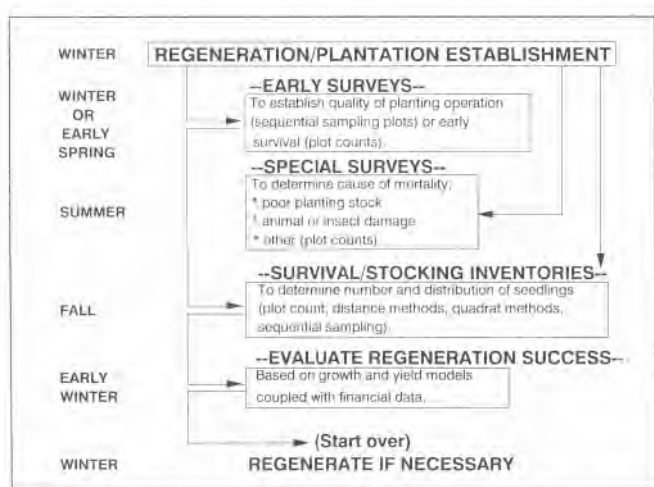 WINTER REGENERATION/PLANTATION ESTABLISHMENT
--EARLY SURVEYS--
WINTER
OR
EARLY
SPRING
To establish quality of planting operation
(sequential sampling plots) or early
survival (plot counts).
--SPECIAL SURVEYS--
SUMMER
To determine cause of mortality:
* poor planting stock
* animal or insect damage
* other (plot counts)
--SURVIVAL/STOCKING INVENTORIES--
FALL
To determine number and distribution of seedlings
(plot count, distance methods, quadrat methods,
sequential sampling).
--EVALUATE REGENERATION SUCCESS--
EARLY
WINTER
Based on growth and yield models
coupled with financial data.
(Start over)
WINTER REGENERATE IF NECESSARY